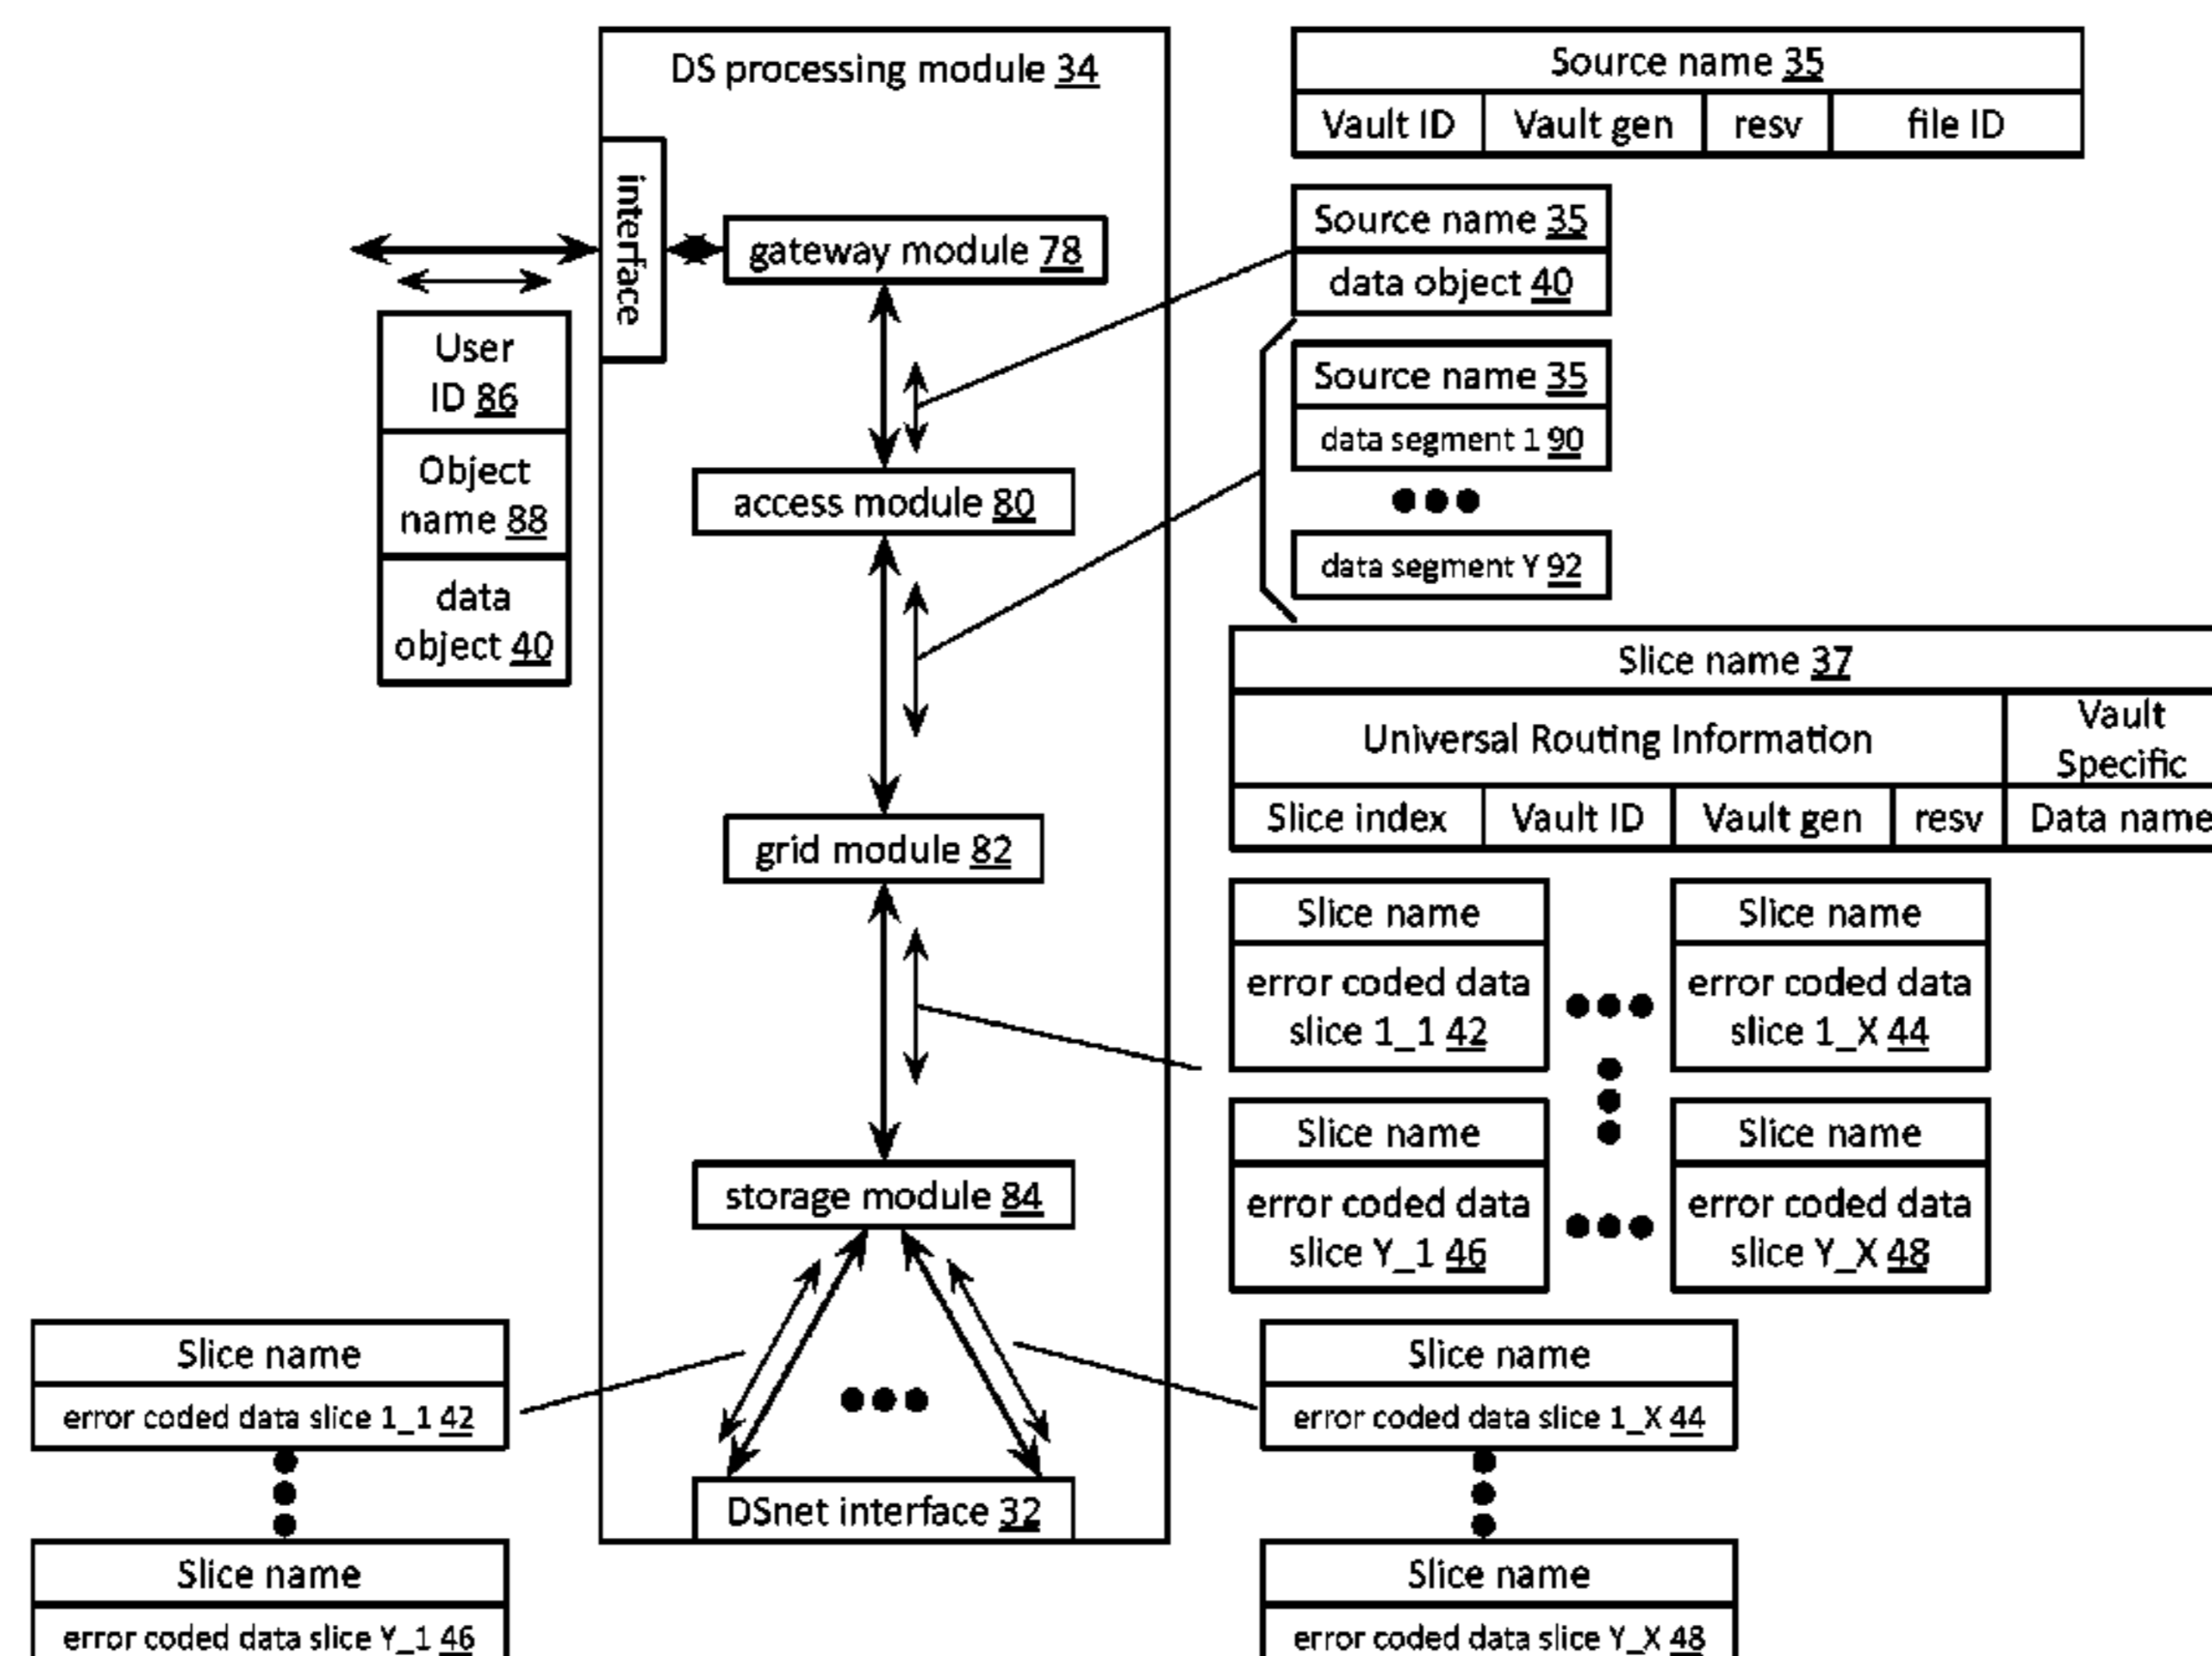 DS processing module 34
interface
gateway module 78
User
ID 86
Object
name 88
data
object 40
access module 80
grid module 82
storage module 84
DSnet interface 32
Source name 35
Vault ID Vault gen resv file ID
Source name 35
data object 40
Source name 35
data segment 1 90
data segment Y 92
Slice name 37
Universal Routing Information
Vault
Specific
Slice index Vault ID Vault gen resv Data name
Slice name
error coded data
slice 1_1 42
Slice name
error coded data
slice 1_X 44
Slice name
error coded data
slice Y_1 46
Slice name
error coded data
slice Y_X 48
Slice name
error coded data slice 1_1 42
Slice name
error coded data slice Y_1 46
Slice name
error coded data slice 1_X 44
Slice name
error coded data slice Y_X 48